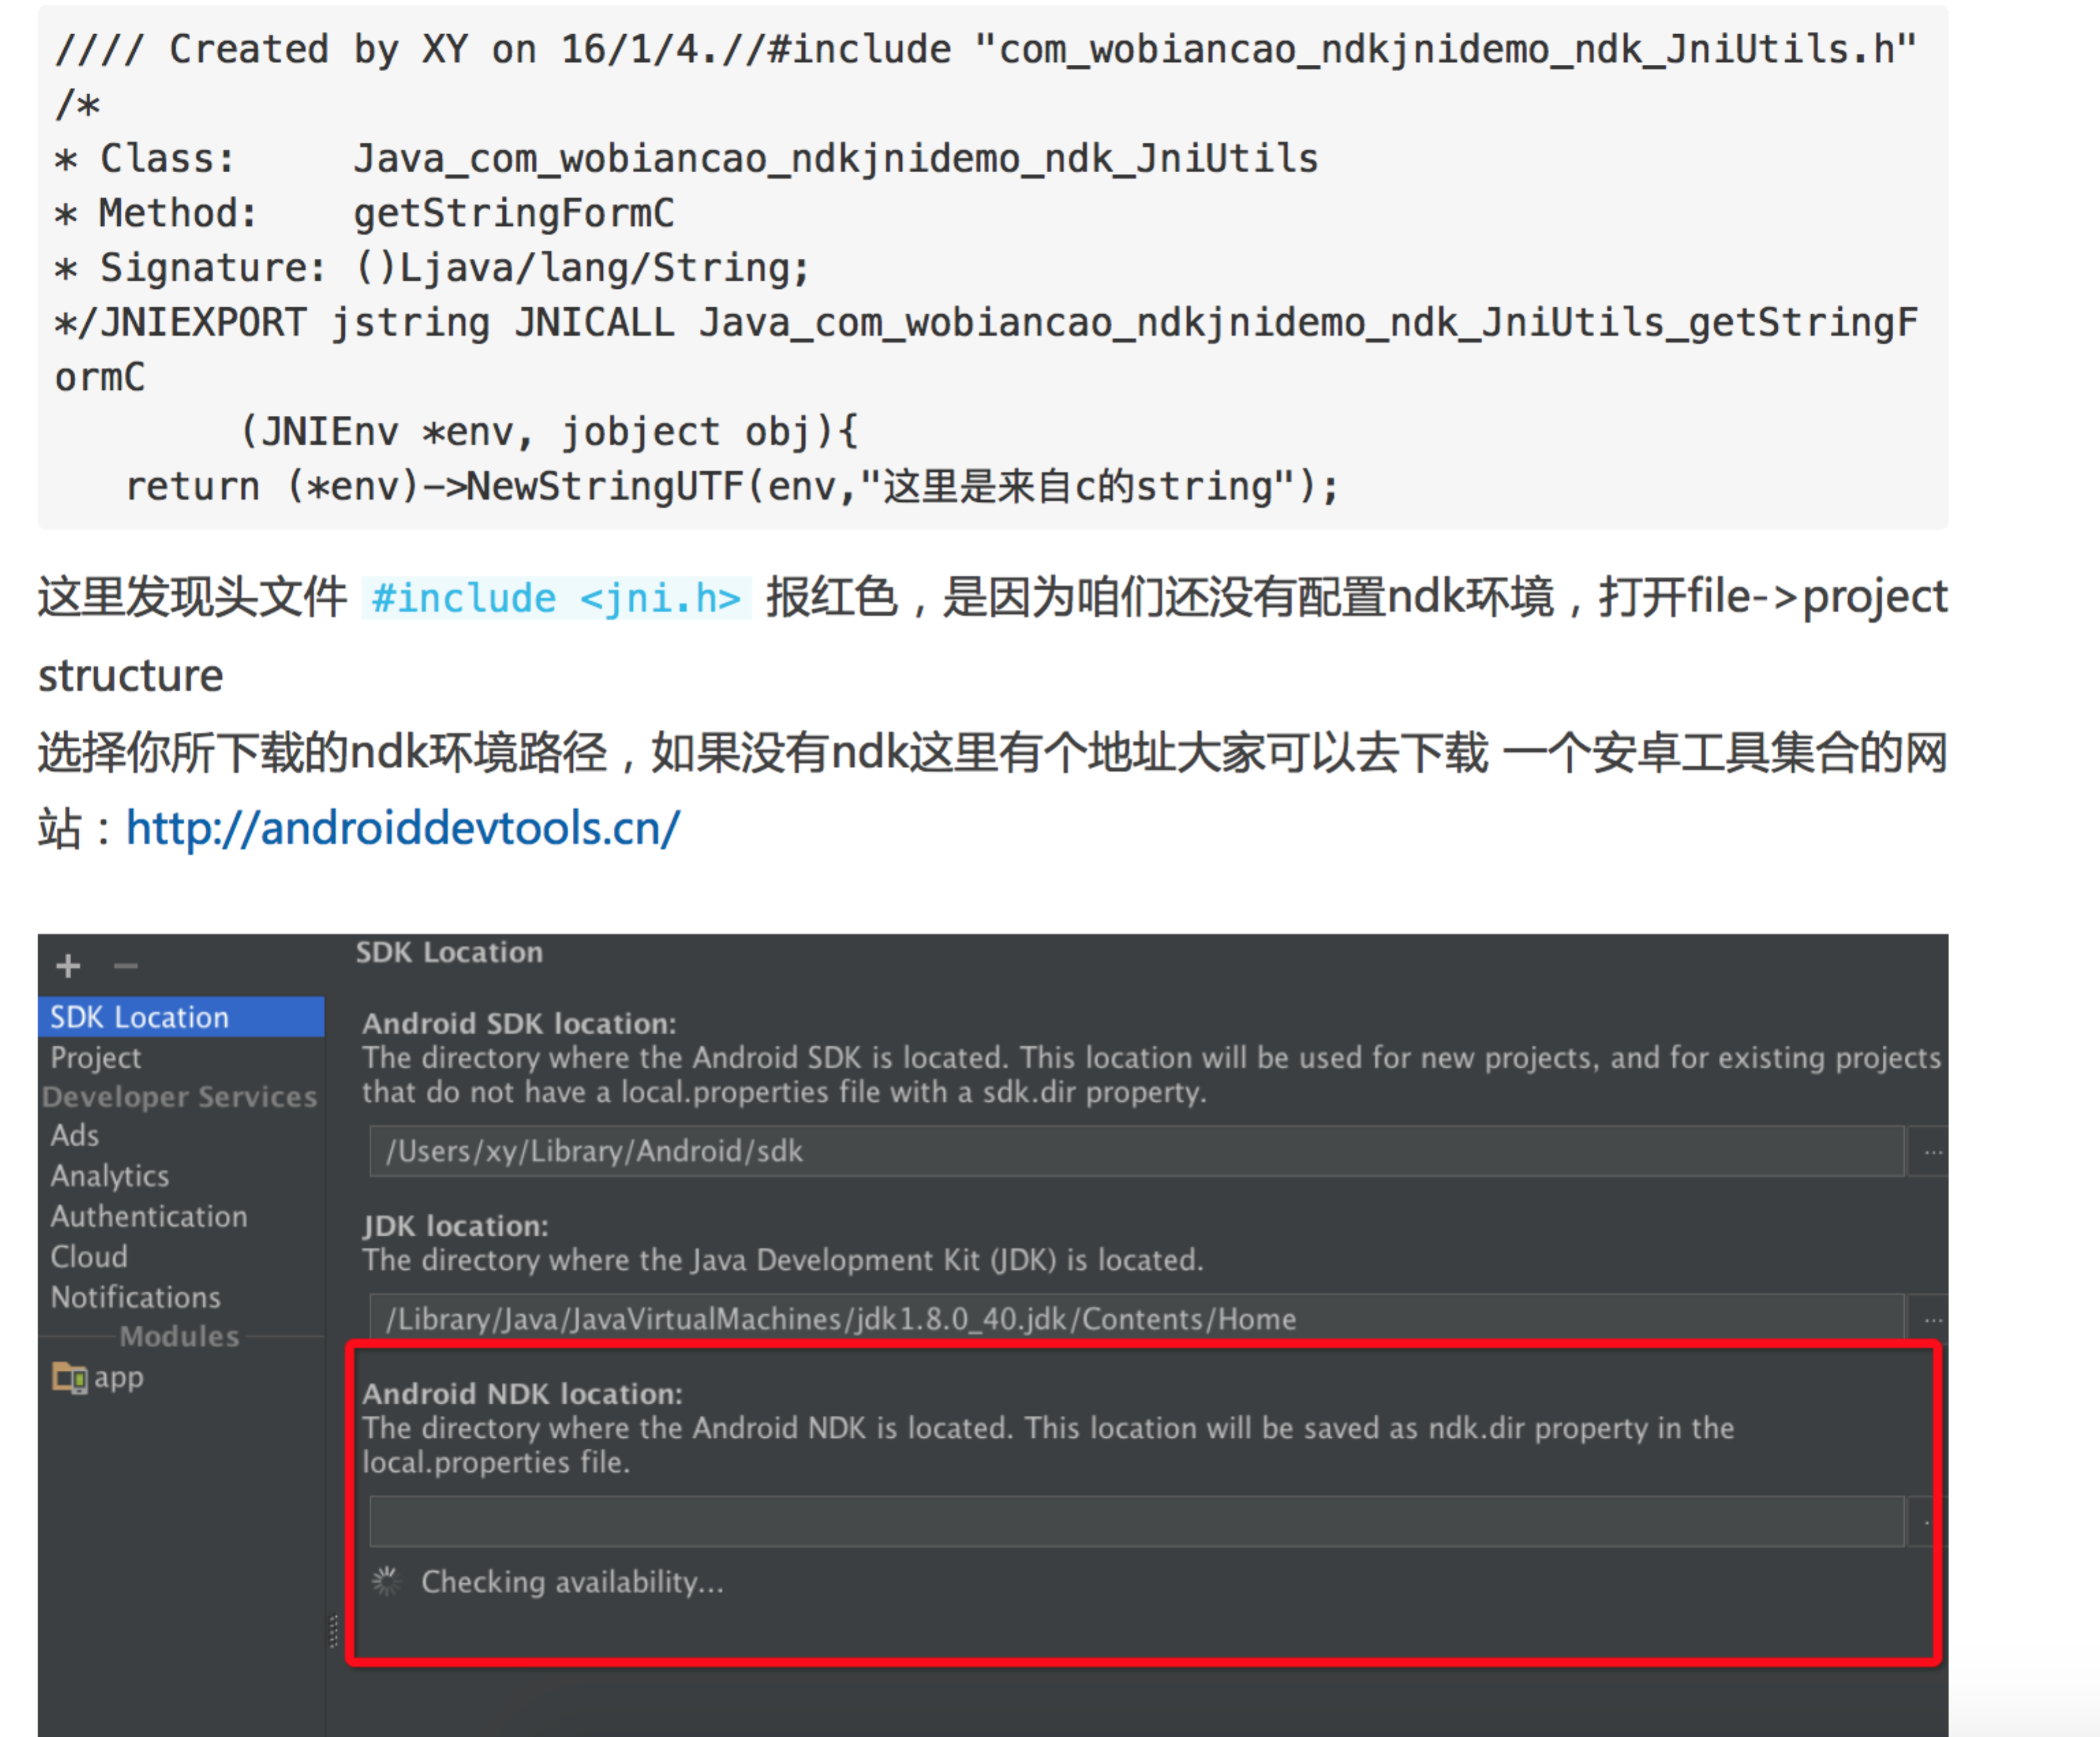 //// Created by XY on 16/1/4.//#include "com_wobiancao_ndkjnidemo_ndk_JniUtils.h"
/*
* Class:     Java_com_wobiancao_ndkjnidemo_ndk_JniUtils
* Method:    getStringFormC
* Signature: ()Ljava/lang/String;
*/JNIEXPORT jstring JNICALL Java_com_wobiancao_ndkjnidemo_ndk_JniUtils_getStringF
ormC
        (JNIEnv *env, jobject obj){
   return (*env)->NewStringUTF(env,"这里是来自c的string");
这里发现头文件 #include <jni.h> 报红色，是因为咱们还没有配置ndk环境，打开file->project
structure
选择你所下载的ndk环境路径，如果没有ndk这里有个地址大家可以去下载 一个安卓工具集合的网
站：http://androiddevtools.cn/
+ −
SDK Location
Project
Developer Services
Ads
Analytics
Authentication
Cloud
Notifications
Modules
app
SDK Location
Android SDK location:
The directory where the Android SDK is located. This location will be used for new projects, and for existing projects
that do not have a local.properties file with a sdk.dir property.
/Users/xy/Library/Android/sdk
...
JDK location:
The directory where the Java Development Kit (JDK) is located.
/Library/Java/JavaVirtualMachines/jdk1.8.0_40.jdk/Contents/Home
...
Android NDK location:
The directory where the Android NDK is located. This location will be saved as ndk.dir property in the
local.properties file.
Checking availability...